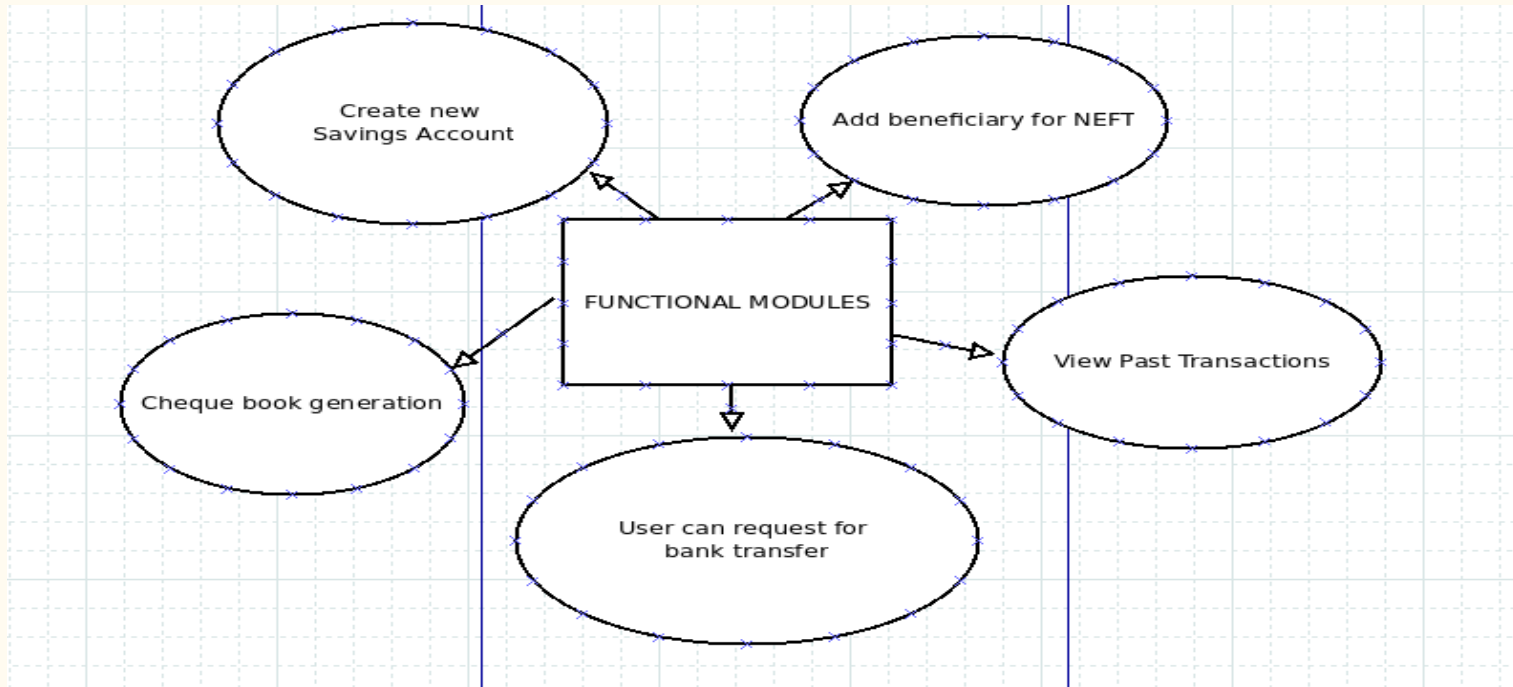 Create new
Savings Account
Add beneficiary for NEFT
FUNCTIONAL MODULES
View Past Transactions
Cheque book generation
User can request for
bank transfer